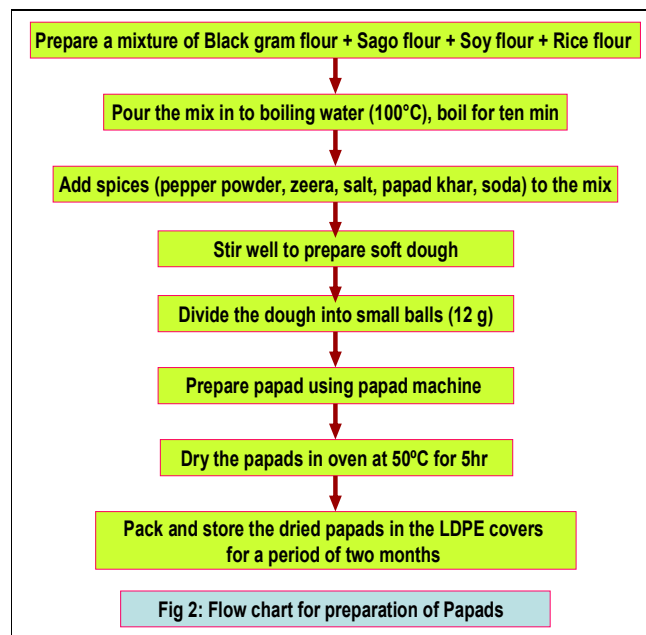 Prepare a mixture of Black gram flour + Sago flour + Soy flour + Rice flour
Pour the mix in to boiling water (100°C), boil for ten min
Add spices (pepper powder, zeera, salt, papad khar, soda) to the mix
Stir well to prepare soft dough
Divide the dough into small balls (12 g)
Prepare papad using papad machine
Dry the papads in oven at 50ºC for 5hr
Pack and store the dried papads in the LDPE covers
for a period of two months
Fig 2: Flow chart for preparation of Papads